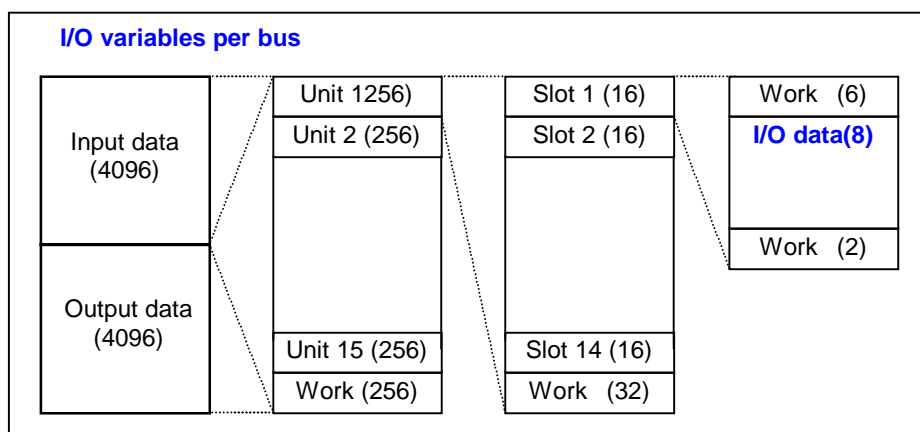 I/O variables per bus
Input data
(4096)
Output data
(4096)
Unit 1256)
Unit 2 (256)
Unit 15 (256)
Work (256)
Slot 1 (16)
Slot 2 (16)
Slot 14 (16)
Work (32)
Work (6)
I/O data(8)
Work (2)